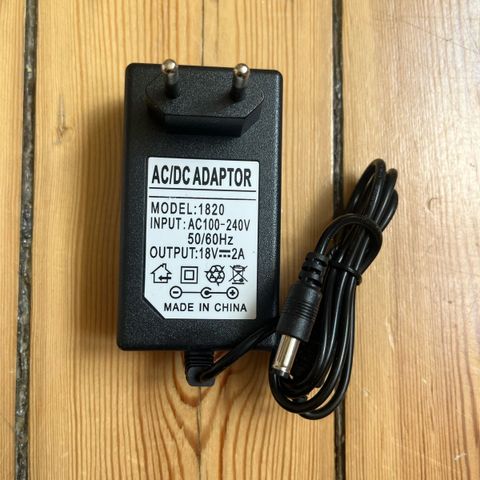 AC/DC ADAPTOR
MODEL:1820
INPUT:AC100-240V
50/60Hz
OUTPUT:18V⎓2A
MADE IN CHINA